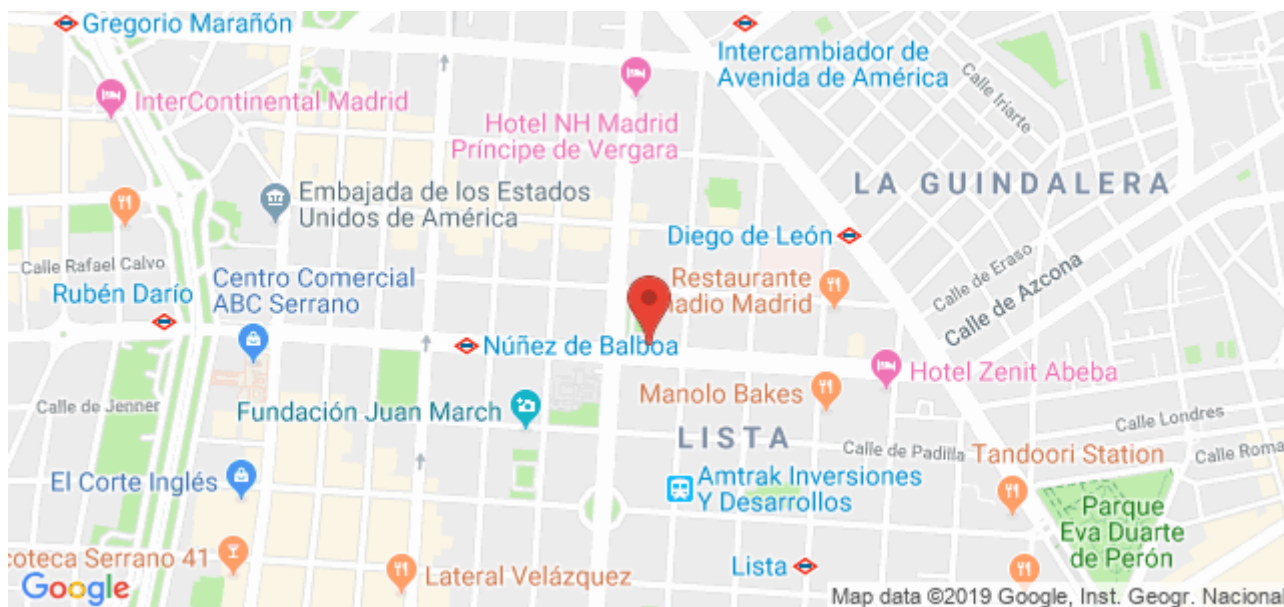 Gregorio Marañón
Intercambiador de
Avenida de América
Calle Iriarte
InterContinental Madrid
Hotel NH Madrid
Príncipe de Vergara
LA GUINDALERA
Embajada de los Estados
Unidos de América
Diego de León
Calle Rafael Calvo
Centro Comercial
ABC Serrano
Restaurante
nadio Madrid
Calle de Eraso
Calle de Azcona
Rubén Darío
Núñez de Balboa
Hotel Zenit Abeba
Manolo Bakes
Calle de Jenner
Fundación Juan March
LISTA
Calle de Padilla
Calle Londres
Tandoori Station
Calle Roma
El Corte Inglés
Amtrak Inversiones
Y Desarrollos
Parque
Eva Duarte
de Perón
coteca Serrano 41
Lateral Velázquez
Lista
Google
Map data ©2019 Google, Inst. Geogr. Naciona